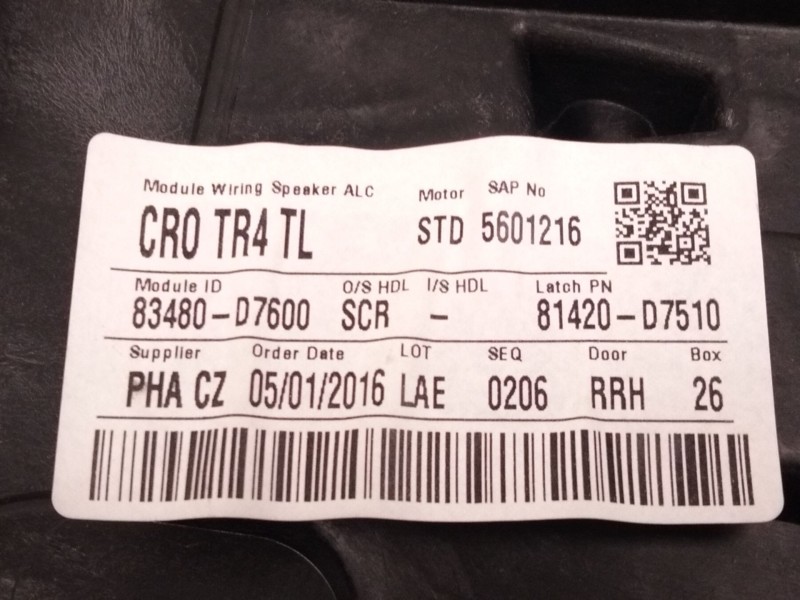 Module Wiring Speaker ALC Motor SAP No
CRO TR4 TL STD 5601216
Module ID O/S HDL I/S HDL Latch PN
83480-D7600 SCR - 81420-D7510
Supplier Order Date LOT SEQ Door Box
PHA CZ 05/01/2016 LAE 0206 RRH 26